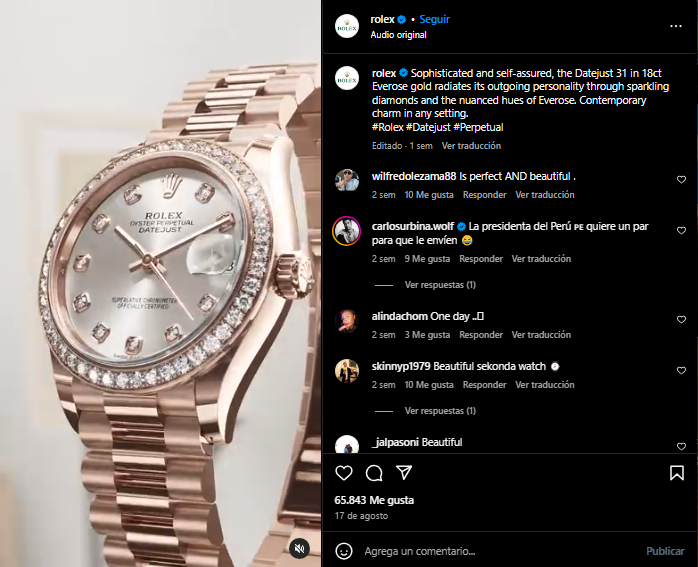 ROLEX
OYSTER PERPETUAL
DATEJUST
SUPERLATIVE CHRONOMETER
OFFICIALLY CERTIFIED
rolex • Seguir
Audio original
rolex Sophisticated and self-assured, the Datejust 31 in 18ct
Everose gold radiates its outgoing personality through sparkling
diamonds and the nuanced hues of Everose. Contemporary
charm in any setting.
#Rolex #Datejust #Perpetual
Editado · 1 sem Ver traducción
wilfredolezama88 Is perfect AND beautiful .
2 sem 10 Me gusta Responder Ver traducción
carlosurbina.wolf La presidenta del Perú 🇵🇪 quiere un par
para que le envíen 😂
2 sem 9 Me gusta Responder Ver traducción
Ver respuestas (1)
alindachom One day ..
2 sem 3 Me gusta Responder Ver traducción
skinnyp1979 Beautiful sekonda watch ⌚
2 sem 10 Me gusta Responder Ver traducción
Ver respuestas (1)
_jalpasoni Beautiful
65.843 Me gusta
17 de agosto
Agrega un comentario...
Publicar